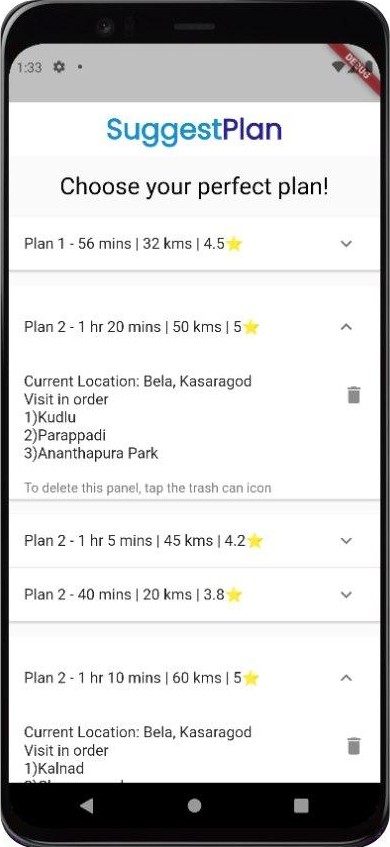 1:33
DEBUG
SuggestPlan
Choose your perfect plan!
Plan 1 - 56 mins | 32 kms | 4.5⭐
Plan 2 - 1 hr 20 mins | 50 kms | 5⭐
Current Location: Bela, Kasaragod
Visit in order
1)Kudlu
2)Parappadi
3)Ananthapura Park
To delete this panel, tap the trash can icon
Plan 2 - 1 hr 5 mins | 45 kms | 4.2⭐
Plan 2 - 40 mins | 20 kms | 3.8⭐
Plan 2 - 1 hr 10 mins | 60 kms | 5⭐
Current Location: Bela, Kasaragod
Visit in order
1)Kalnad